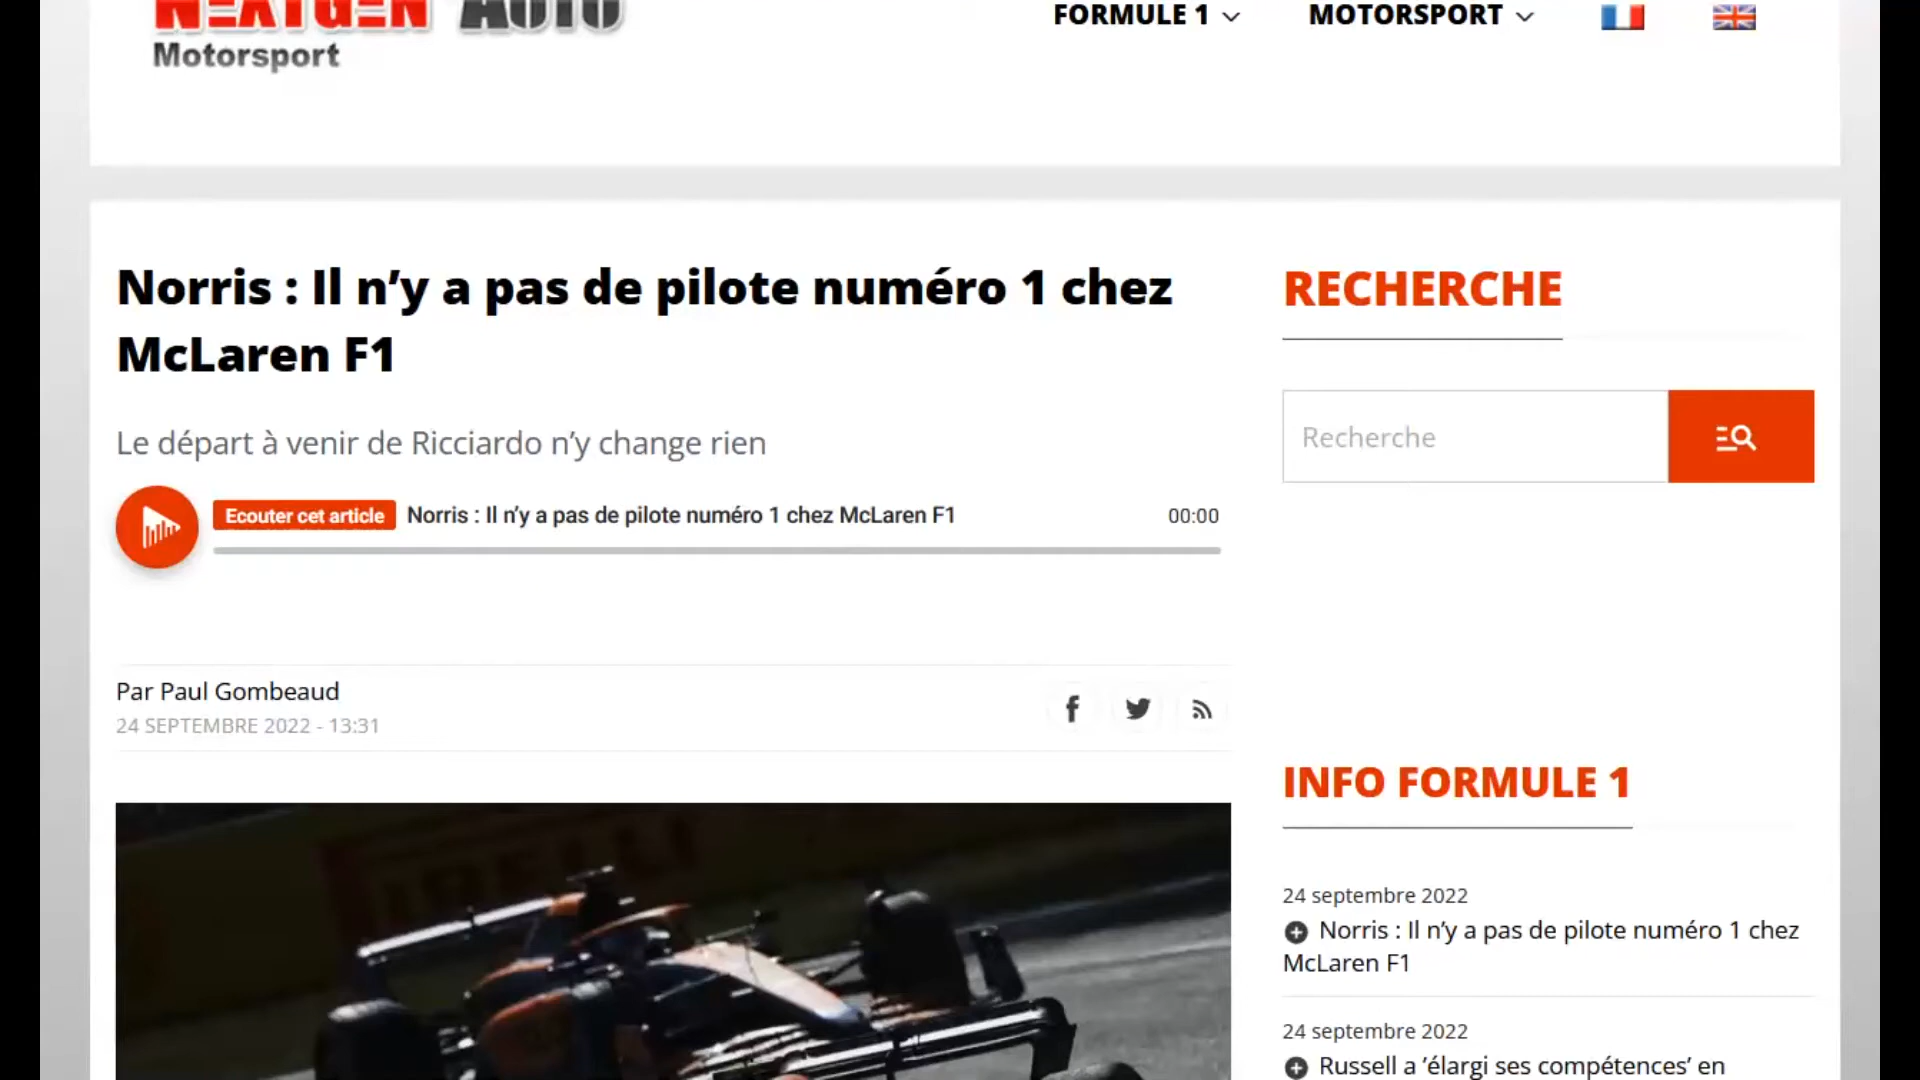 NEXTGEN AUTO
Motorsport
FORMULE 1
MOTORSPORT
Norris : Il n’y a pas de pilote numéro 1 chez
McLaren F1
Le départ à venir de Ricciardo n’y change rien
Ecouter cet article
Norris : Il n’y a pas de pilote numéro 1 chez McLaren F1
00:00
Par Paul Gombeaud
24 SEPTEMBRE 2022 - 13:31
PIRELLI
RECHERCHE
Recherche
INFO FORMULE 1
24 septembre 2022
Norris : Il n’y a pas de pilote numéro 1 chez
McLaren F1
24 septembre 2022
Russell a ’élargi ses compétences’ en